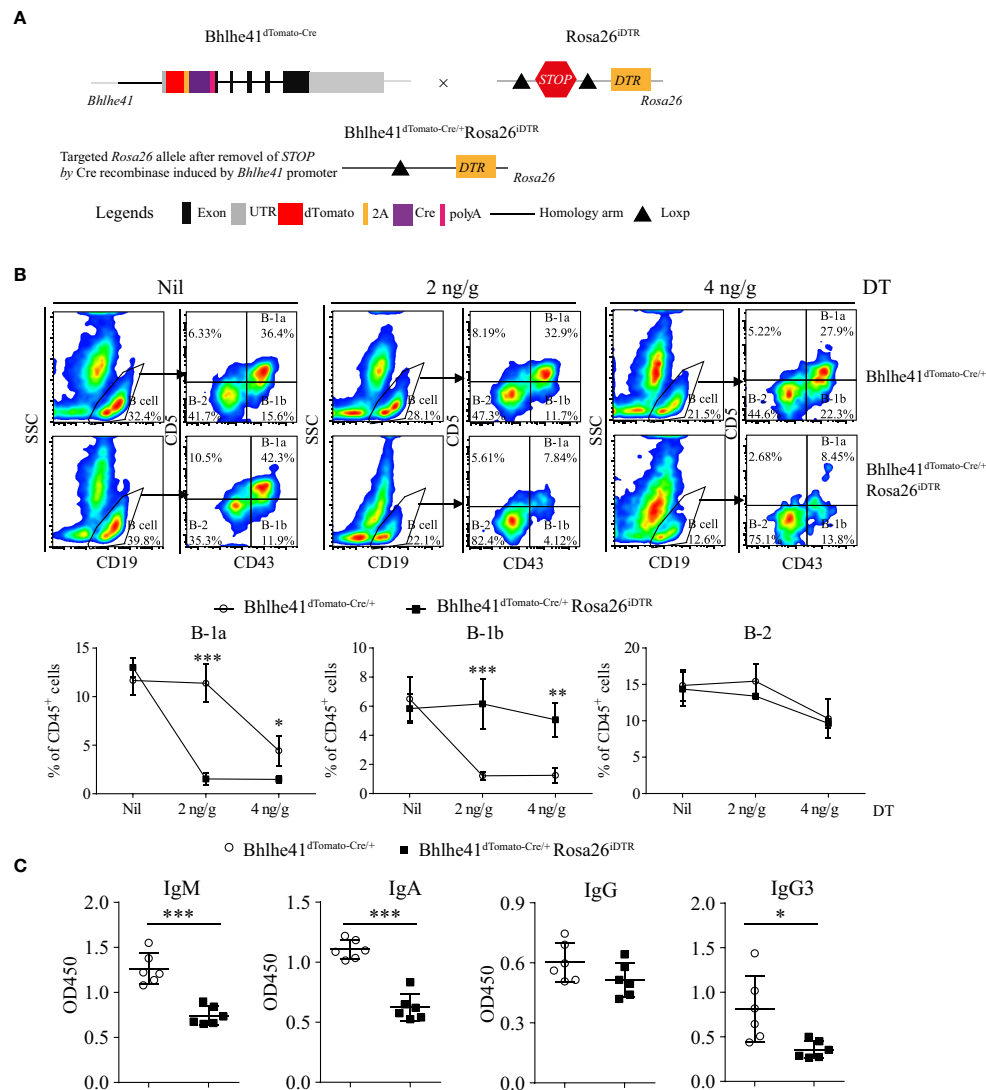 A
Bhlhe41dTomato-Cre
Rosa26iDTR
Bhlhe41
×
STOP
DTR
Rosa26
Bhlhe41dTomato-Cre/+Rosa26iDTR
Targeted Rosa26 allele after removel of STOP
by Cre recombinase induced by Bhlhe41 promoter
DTR
Rosa26
Legends
Exon
UTR
dTomato
2A
Cre
polyA
Homology arm
Loxp
B
Nil
2 ng/g
4 ng/g
DT
SSC
B cell
32.4%
CD5
6.33%
B-1a
36.4%
B-2
41.7%
B-1b
15.6%
SSC
B cell
28.1%
CD5
8.19%
B-1a
32.9%
B-2
47.3%
B-1b
11.7%
SSC
B cell
21.5%
CD5
5.22%
B-1a
27.9%
B-2
44.6%
B-1b
22.3%
Bhlhe41dTomato-Cre/+
B cell
39.8%
10.5%
B-1a
42.3%
B-2
35.3%
B-1b
11.9%
B cell
22.1%
5.61%
B-1a
7.84%
B-2
82.4%
B-1b
4.12%
B cell
12.6%
2.68%
B-1a
8.45%
B-2
75.1%
B-1b
13.8%
Bhlhe41dTomato-Cre/+
Rosa26iDTR
CD19
CD43
CD19
CD43
CD19
CD43
Bhlhe41dTomato-Cre/+
Bhlhe41dTomato-Cre/+ Rosa26iDTR
B-1a
% of CD45+ cells
15
10
5
0
***
*
Nil
2 ng/g
4 ng/g
B-1b
% of CD45+ cells
10
8
6
4
2
0
***
**
Nil
2 ng/g
4 ng/g
B-2
% of CD45+ cells
20
15
10
5
0
Nil
2 ng/g
4 ng/g
DT
Bhlhe41dTomato-Cre/+
Bhlhe41dTomato-Cre/+ Rosa26iDTR
C
IgM
OD450
2.0
1.5
1.0
0.5
0.0
***
IgA
OD450
1.5
1.0
0.5
0.0
***
IgG
OD450
0.9
0.6
0.3
0.0
IgG3
2.0
1.5
1.0
0.5
0.0
*